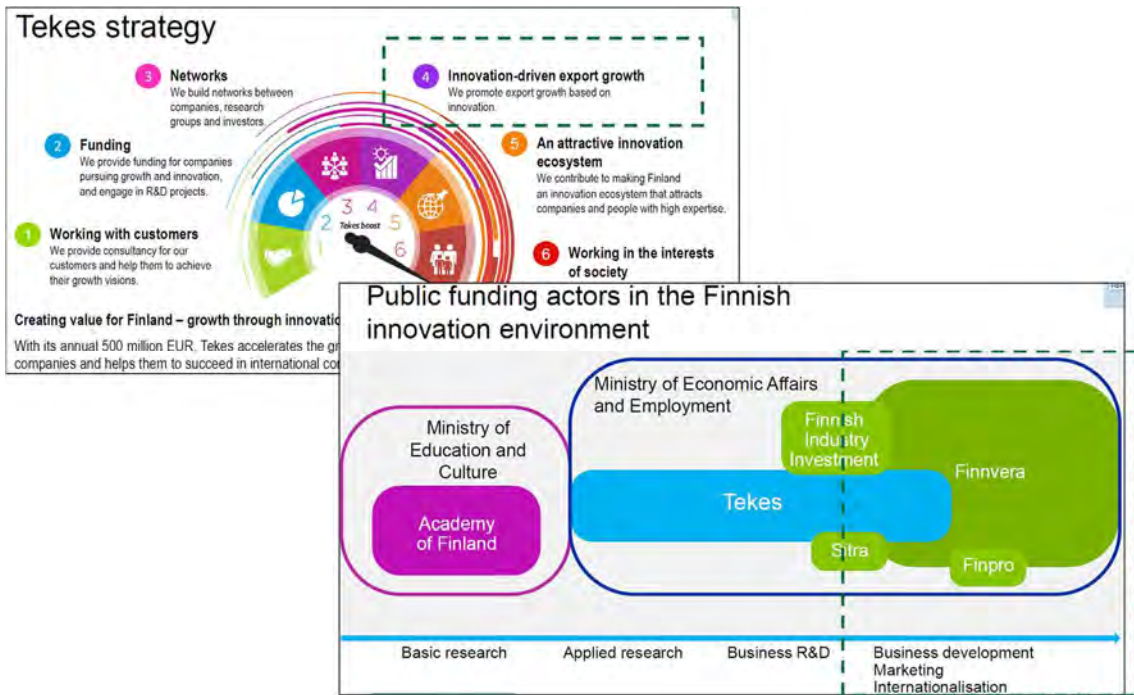 Tekes strategy
3 Networks
We build networks between
companies, research
groups and investors.
4 Innovation-driven export growth
We promote export growth based on
innovation.
2 Funding
We provide funding for companies
pursuing growth and innovation,
and engage in R&D projects.
5 An attractive innovation
ecosystem
We contribute to making Finland
an innovation ecosystem that attracts
companies and people with high expertise.
1 Working with customers
We provide consultancy for our
customers and help them to achieve
their growth visions.
6 Working in the interests
of society
2 3 4 5 6
Tekes boost
Creating value for Finland – growth through
With its annual 500 million EUR, Tekes accelerates the
companies and helps them to succeed in international
Public funding actors in the Finnish
innovation environment
Ministry of Economic Affairs
and Employment
Ministry of
Education and
Culture
Academy
of Finland
Finnish
Industry
Investment
Tekes
Finnvera
Sitra
Finpro
Basic research
Applied research
Business R&D
Business development
Marketing
Internationalisation